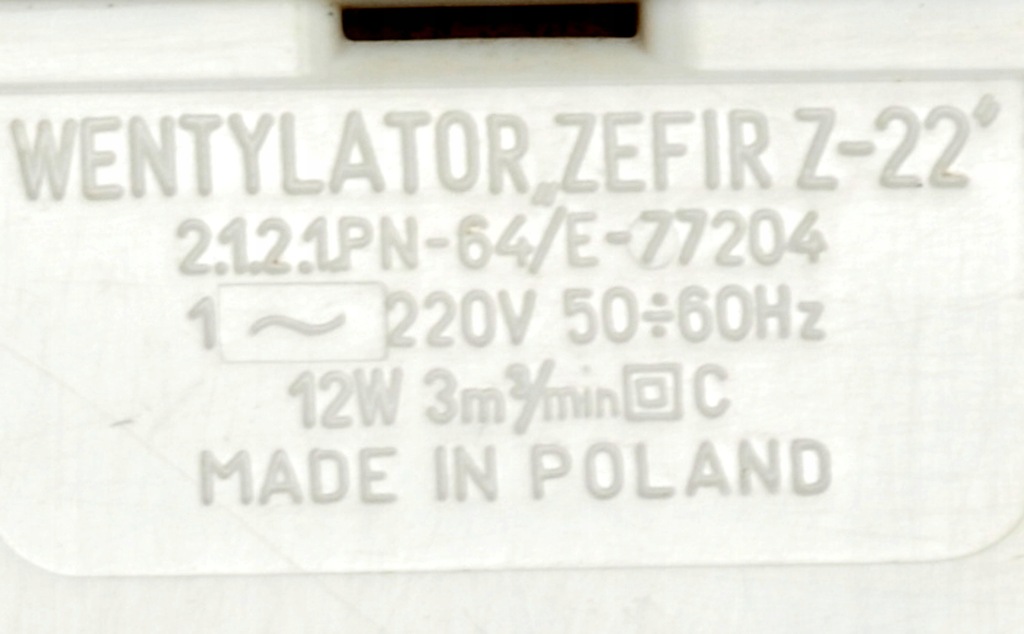 WENTYLATOR „ZEFIR Z-22”
2.1.2.1.PN-64/E-77204
1 ~ 220V 50÷60Hz
12W 3m³/min C
MADE IN POLAND